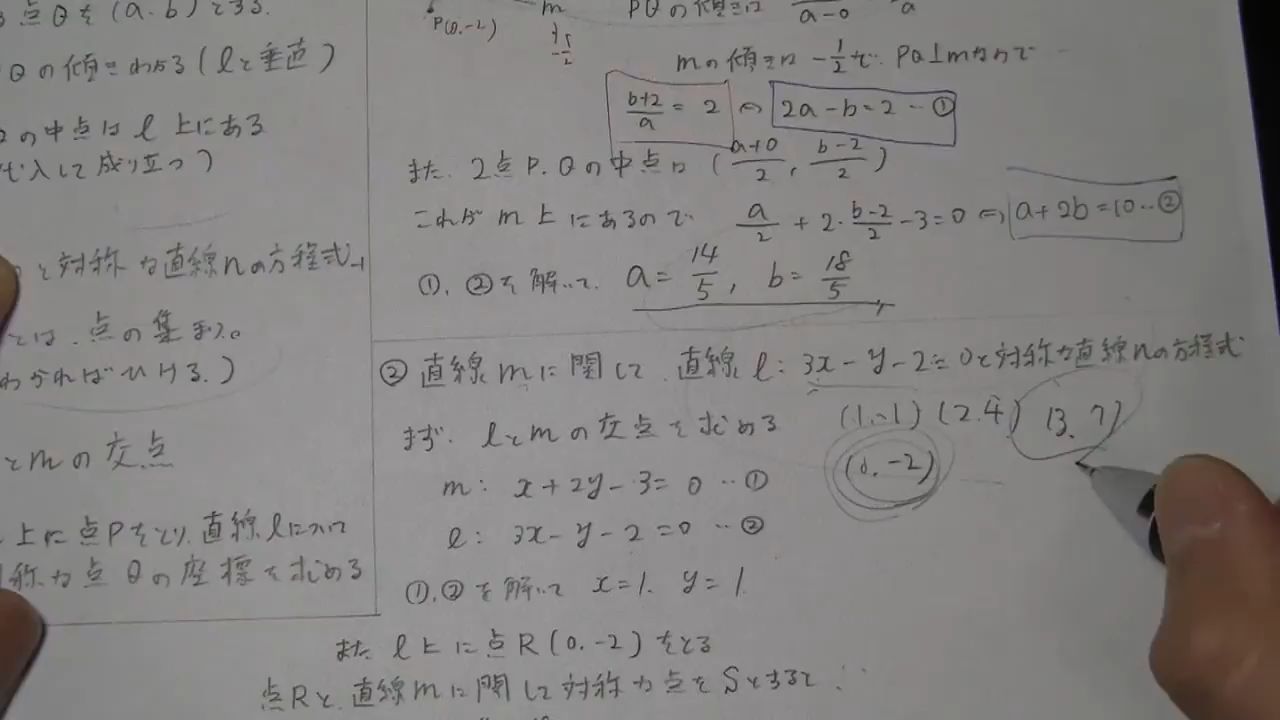 点Qを(a.b)とする.
Qの傾きわかる(lと垂直)
の中点はl上にある
代入して成り立つ)
と対称な直線nの方程式
とは.点の集まり。
わかればひける.)
とmの交点
上に点Pをとり.直線lについて
称な点Qの座標を求める
P(0.-2)
m
PQの傾きは
a-0
a
mの傾きは -1/2で. PQ⊥mなので
b+2/a = 2 ⇔ 2a-b=2 … ①
また. 2点P.Qの中点は (a+0/2, b-2/2)
これがm上にあるので a/2 + 2・b-2/2 -3=0 ⇔ a+2b=10…②
①. ②を解いて. a= 14/5, b= 18/5
② 直線mに関して.直線l: 3x-y-2=0と対称な直線nの方程式
まず. lとmの交点を求める
(1.-1) (2.4) (3.7)
(0.-2)
m: x+2y-3=0 … ①
l: 3x-y-2=0 … ②
①.②を解いて x=1. y=1.
また l上に点R(0.-2)をとる
点Rと.直線mに関して対称な点をSとすると